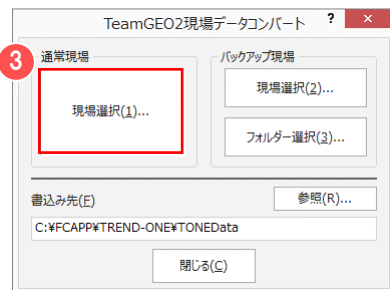 TeamGEO2現場データコンバート ? ×
3
通常現場
バックアップ現場
現場選択(1)...
現場選択(2)...
フォルダー選択(3)...
書込み先(F)
参照(R)...
C:¥FCAPP¥TREND-ONE¥TONEData
閉じる(C)